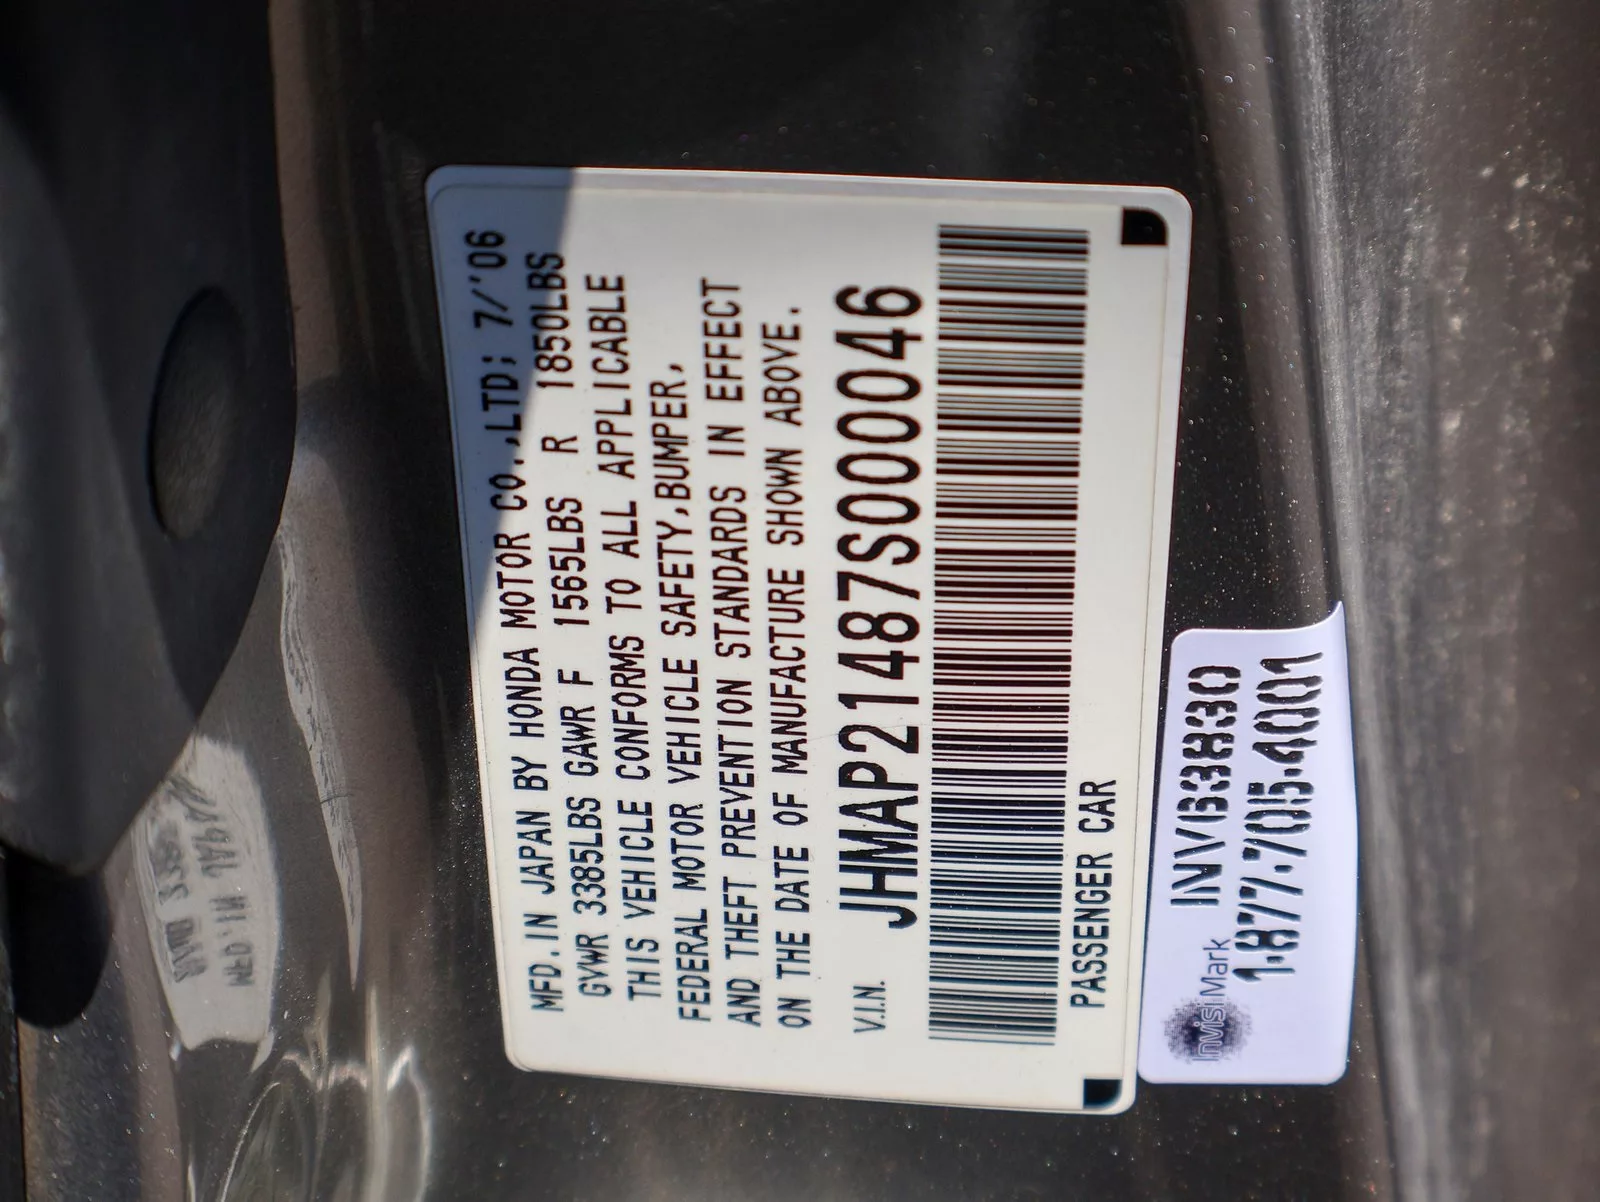 MFD.IN JAPAN BY HONDA MOTOR CO.,LTD; 7/'06
GVWR 3385LBS GAWR F 1565LBS R 1850LBS
THIS VEHICLE CONFORMS TO ALL APPLICABLE
FEDERAL MOTOR VEHICLE SAFETY,BUMPER,
AND THEFT PREVENTION STANDARDS IN EFFECT
ON THE DATE OF MANUFACTURE SHOWN ABOVE.
V.I.N. JHMAP21487S000046
PASSENGER CAR
InvisiMark
INV63830
1.877.705.4001